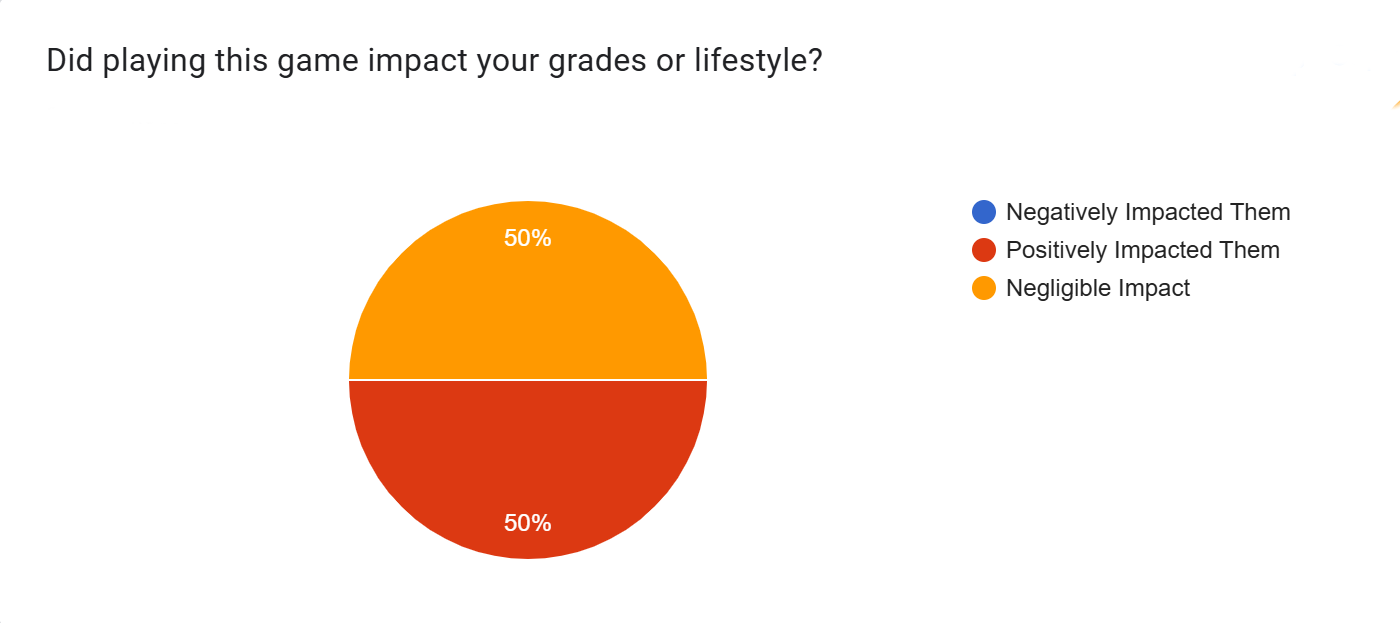 Did playing this game impact your grades or lifestyle?
Negatively Impacted Them
Positively Impacted Them
Negligible Impact
50%
50%